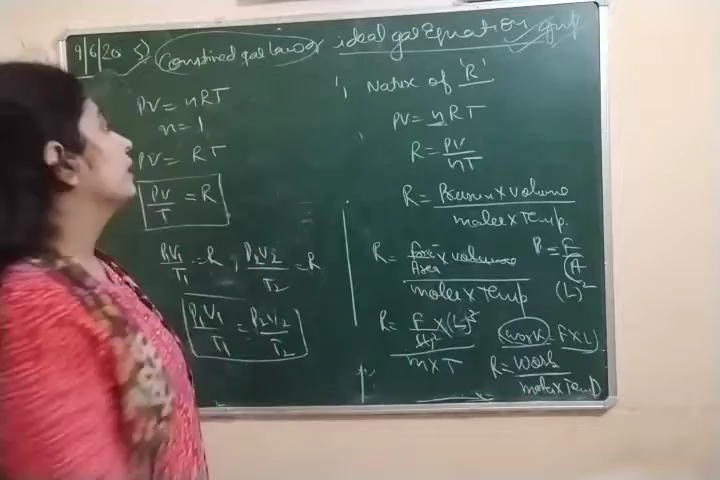 9/6/20 5) Combined gas law or ideal gas Equation
PV = nRT
n = 1
PV = RT
PV/T = R
P1V1/T1 = R , P2V2/T2 = R
P1V1/T1 = P2V2/T2
Nature of 'R'
PV = nRT
R = PV/nT
R = Pressure x volume / moles x Temp.
R = force/Area x volume / moles x Temp
P = F/A
(L)²
R = F/(L)² x (L)³ / n x T
work = F x L
R = work / moles x Temp